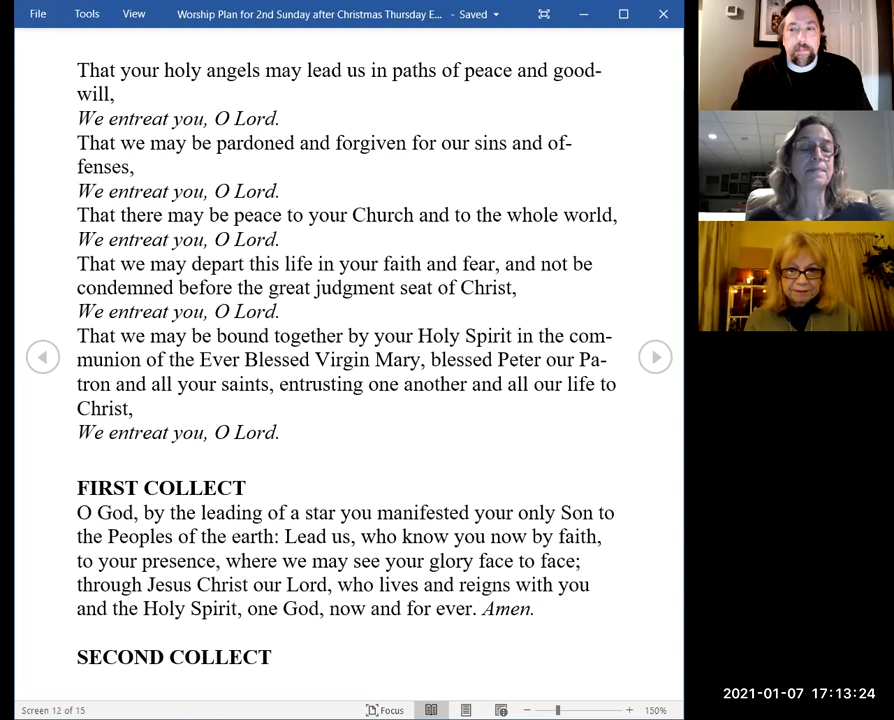 File Tools View Worship Plan for 2nd Sunday after Christmas Thursday E... - Saved
That your holy angels may lead us in paths of peace and good-
will,
We entreat you, O Lord.
That we may be pardoned and forgiven for our sins and of-
fenses,
We entreat you, O Lord.
That there may be peace to your Church and to the whole world,
We entreat you, O Lord.
That we may depart this life in your faith and fear, and not be
condemned before the great judgment seat of Christ,
We entreat you, O Lord.
That we may be bound together by your Holy Spirit in the com-
munion of the Ever Blessed Virgin Mary, blessed Peter our Pa-
tron and all your saints, entrusting one another and all our life to
Christ,
We entreat you, O Lord.
FIRST COLLECT
O God, by the leading of a star you manifested your only Son to
the Peoples of the earth: Lead us, who know you now by faith,
to your presence, where we may see your glory face to face;
through Jesus Christ our Lord, who lives and reigns with you
and the Holy Spirit, one God, now and for ever. Amen.
SECOND COLLECT
Screen 12 of 15 Focus 150%
2021-01-07 17:13:24